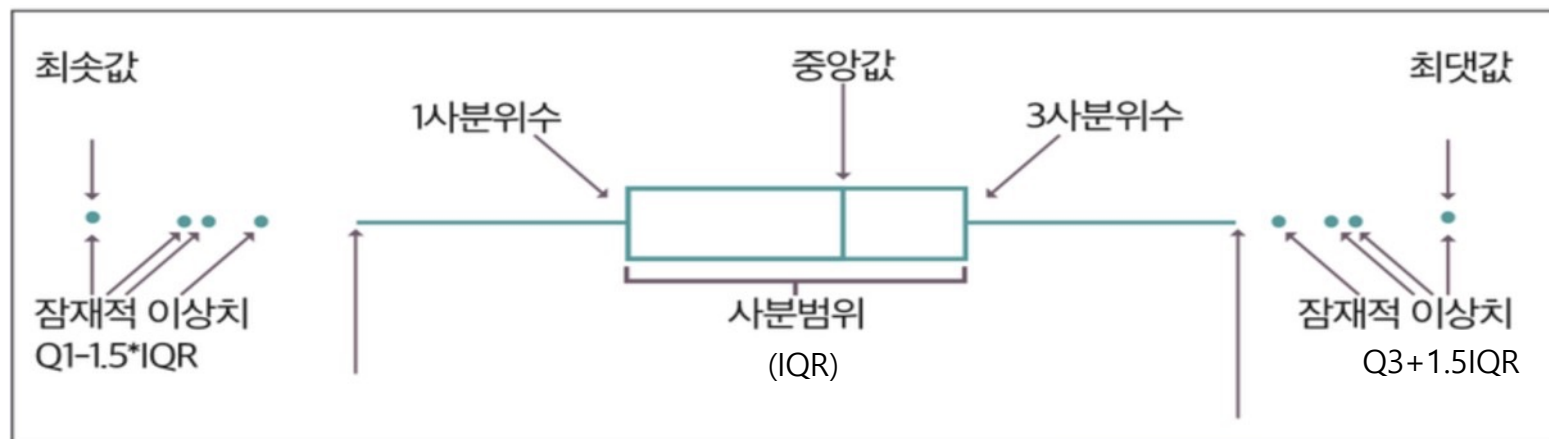 최솟값
중앙값
최댓값
1사분위수
3사분위수
잠재적 이상치
Q1-1.5*IQR
사분범위
(IQR)
잠재적 이상치
Q3+1.5IQR